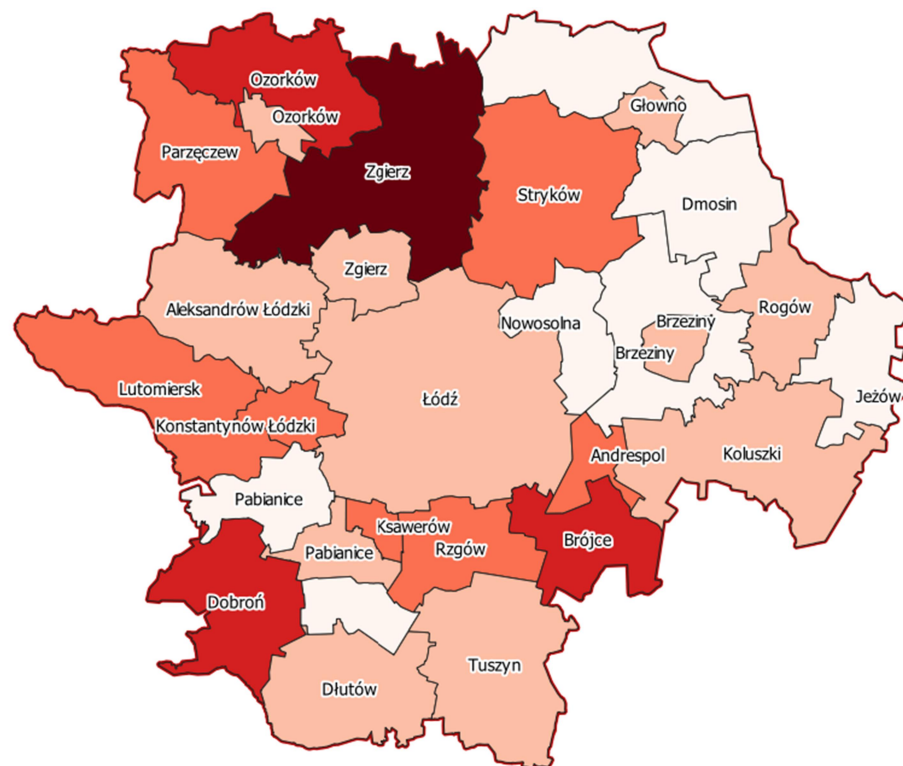 Ozorków
Głowno
Ozorków
Parzęczew
Zgierz
Stryków
Dmosin
Zgierz
Aleksandrów Łódzki
Rogów
Nowosolna
Brzeziny
Brzeziny
Lutomiersk
Jeżów
Łódź
Konstantynów Łódzki
Andrespol
Koluszki
Pabianice
Ksawerów
Brójce
Pabianice
Rzgów
Dobroń
Tuszyn
Dłutów